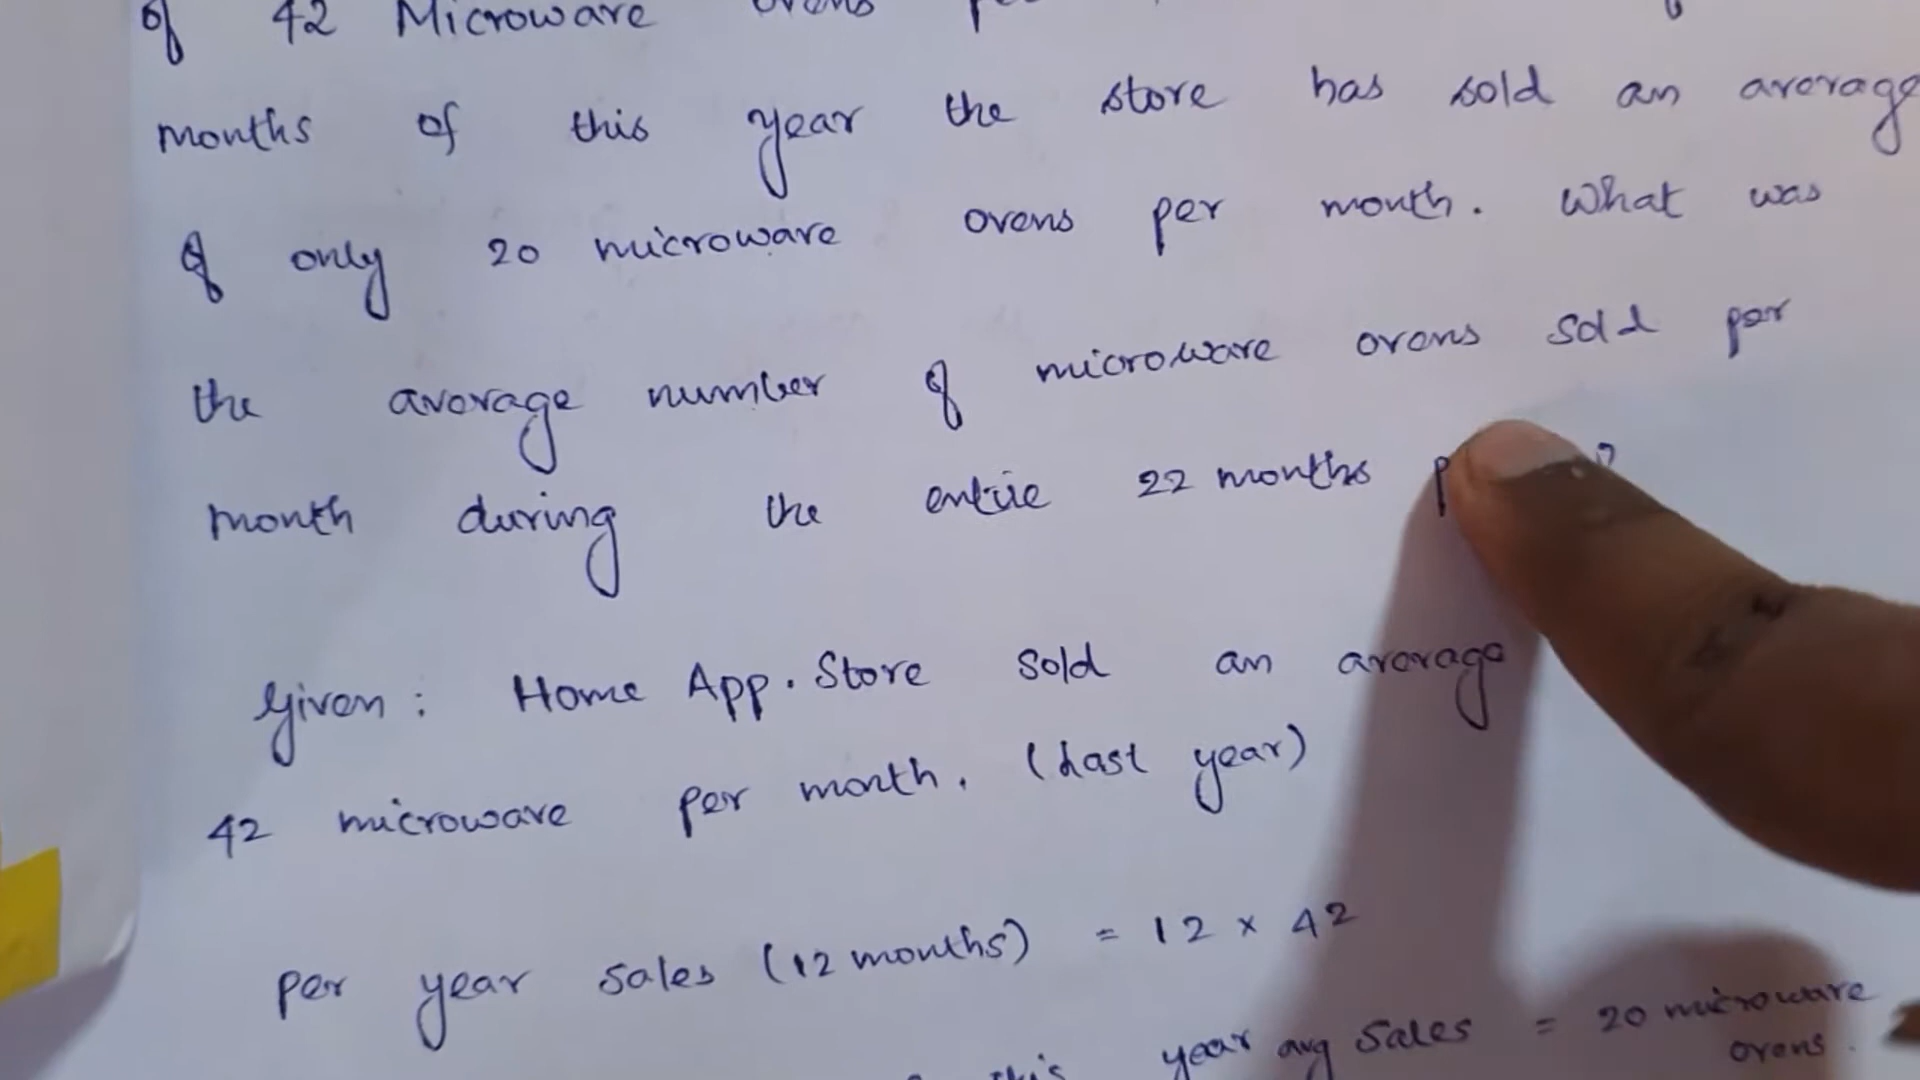 of 42 Microware ovens
months of this year the store has sold an average
of only 20 microware ovens per month. What was
the average number of microware ovens sold per
month during the entire 22 months
Given : Home App. Store sold an average
42 microware per month. (Last year)
per year sales (12 months) = 12 x 42
this year avg sales = 20 microware
ovens.